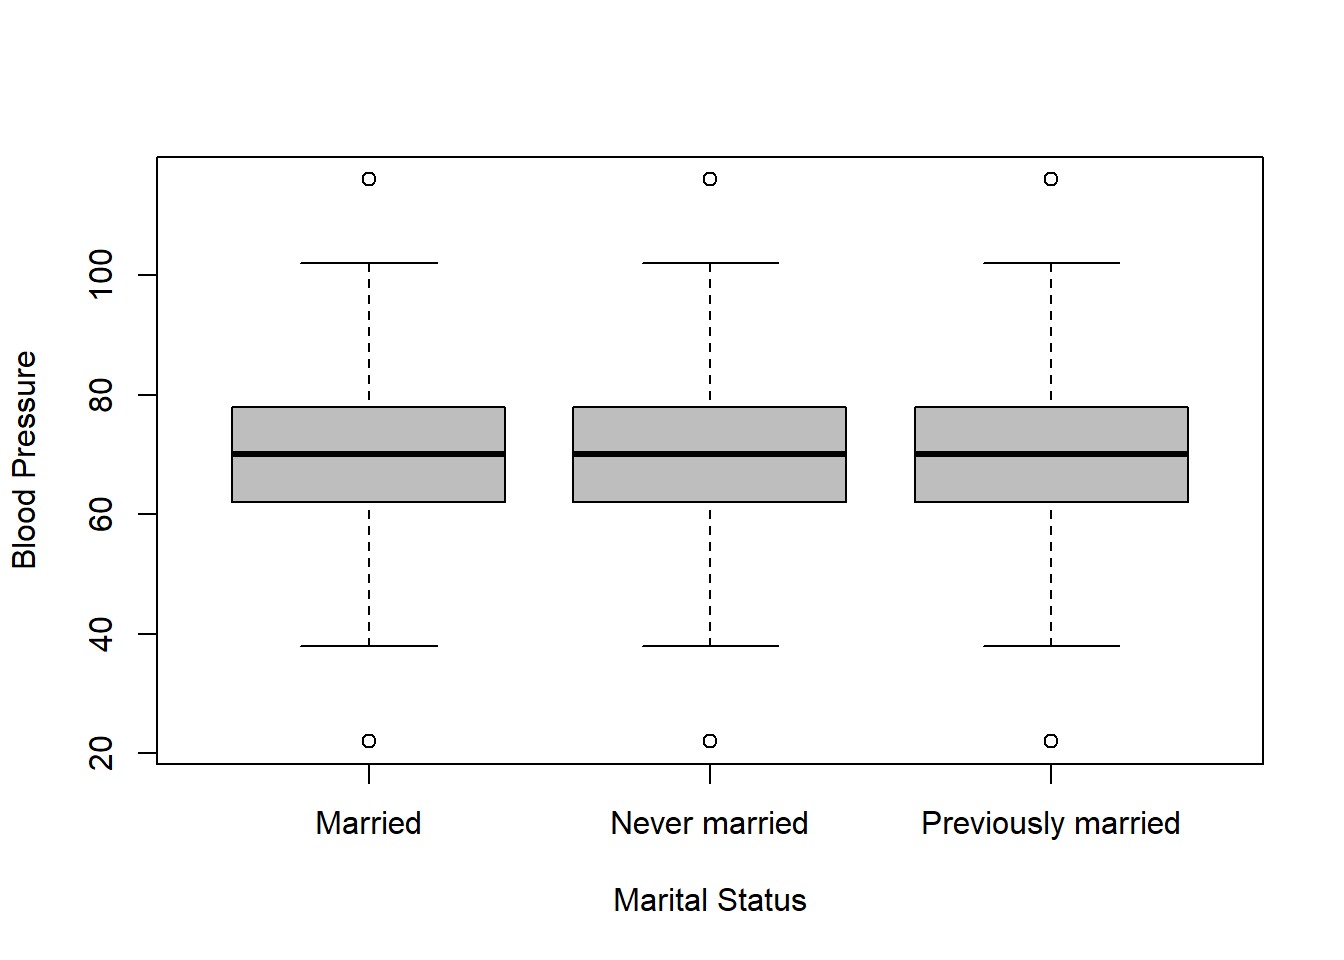 Blood Pressure
100
80
60
40
20
Married
Never married
Previously married
Marital Status